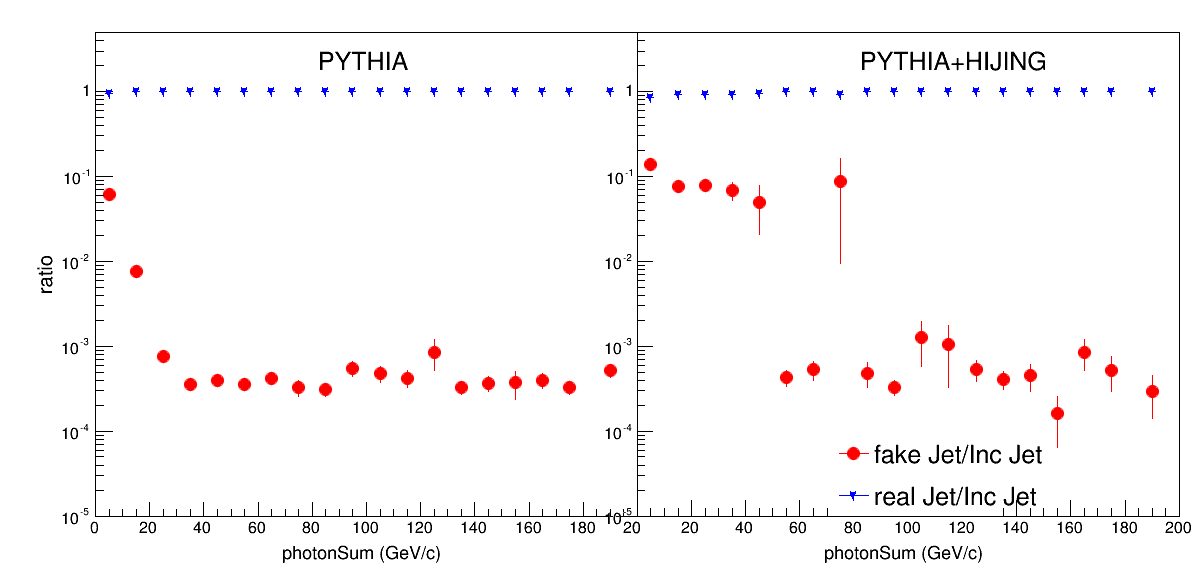 PYTHIA
PYTHIA+HIJING
ratio
1
10-1
10-2
10-3
10-4
10-5
1
10-1
10-2
10-3
10-4
fake Jet/Inc Jet
real Jet/Inc Jet
0 20 40 60 80 100 120 140 160 180
20 20 40 60 80 100 120 140 160 180 200
photonSum (GeV/c)
photonSum (GeV/c)